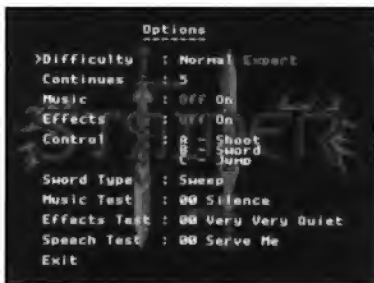 Options
>Difficulty : Normal Expert
Continues : 5
Music : Off On
Effects : Off On
Control : A - Shoot
B - Sword
C - Jump
Sword Type : Sweep
Music Test : 00 Silence
Effects Test : 00 Very Very Quiet
Speech Test : 00 Serve Me
Exit